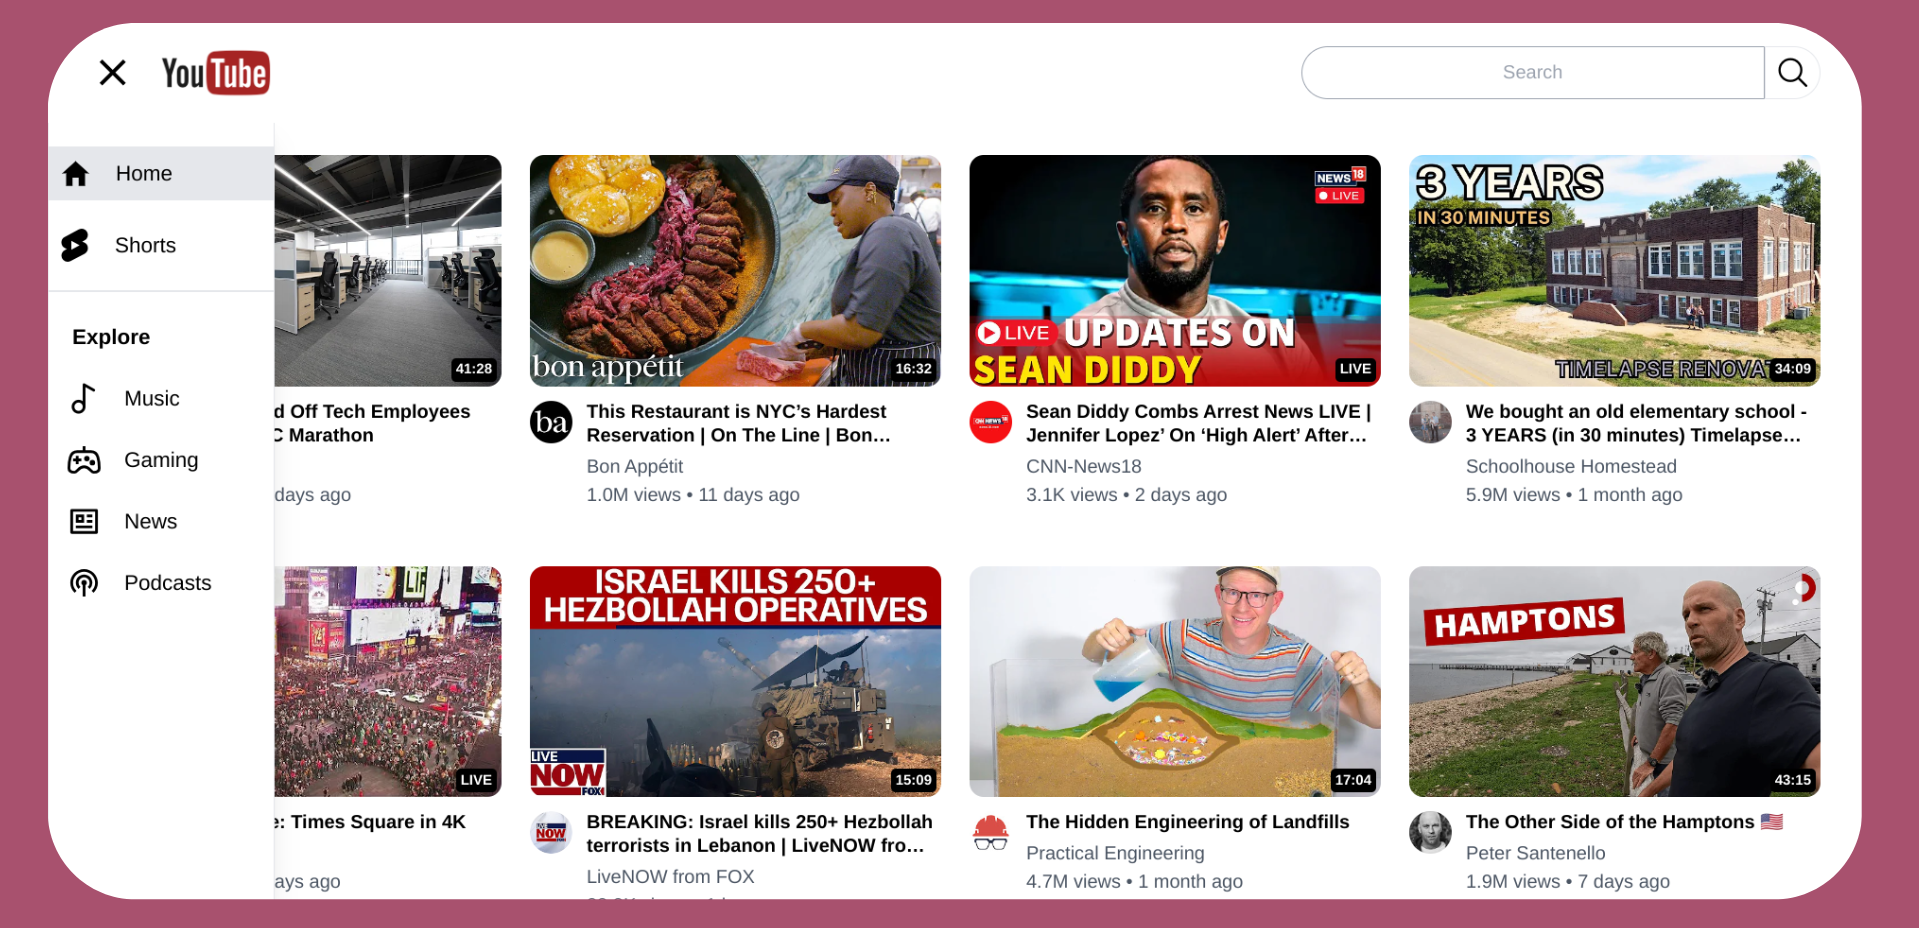 YouTube
Search
Home
Shorts
Explore
Music
Gaming
News
Podcasts
41:28
d Off Tech Employees
C Marathon
days ago
bon appétit
16:32
ba
This Restaurant is NYC’s Hardest
Reservation | On The Line | Bon...
Bon Appétit
1.0M views • 11 days ago
NEWS 18
LIVE
LIVE UPDATES ON
SEAN DIDDY
LIVE
Sean Diddy Combs Arrest News LIVE |
Jennifer Lopez’ On ‘High Alert’ After...
CNN-News18
3.1K views • 2 days ago
3 YEARS
IN 30 MINUTES
TIMELAPSE RENOVA
34:09
We bought an old elementary school -
3 YEARS (in 30 minutes) Timelapse...
Schoolhouse Homestead
5.9M views • 1 month ago
LIVE
e: Times Square in 4K
ays ago
ISRAEL KILLS 250+
HEZBOLLAH OPERATIVES
LIVE
NOW
FOX
15:09
LIVE
NOW
BREAKING: Israel kills 250+ Hezbollah
terrorists in Lebanon | LiveNOW fro...
LiveNOW from FOX
17:04
The Hidden Engineering of Landfills
Practical Engineering
4.7M views • 1 month ago
HAMPTONS
43:15
The Other Side of the Hamptons 🇺🇸
Peter Santenello
1.9M views • 7 days ago